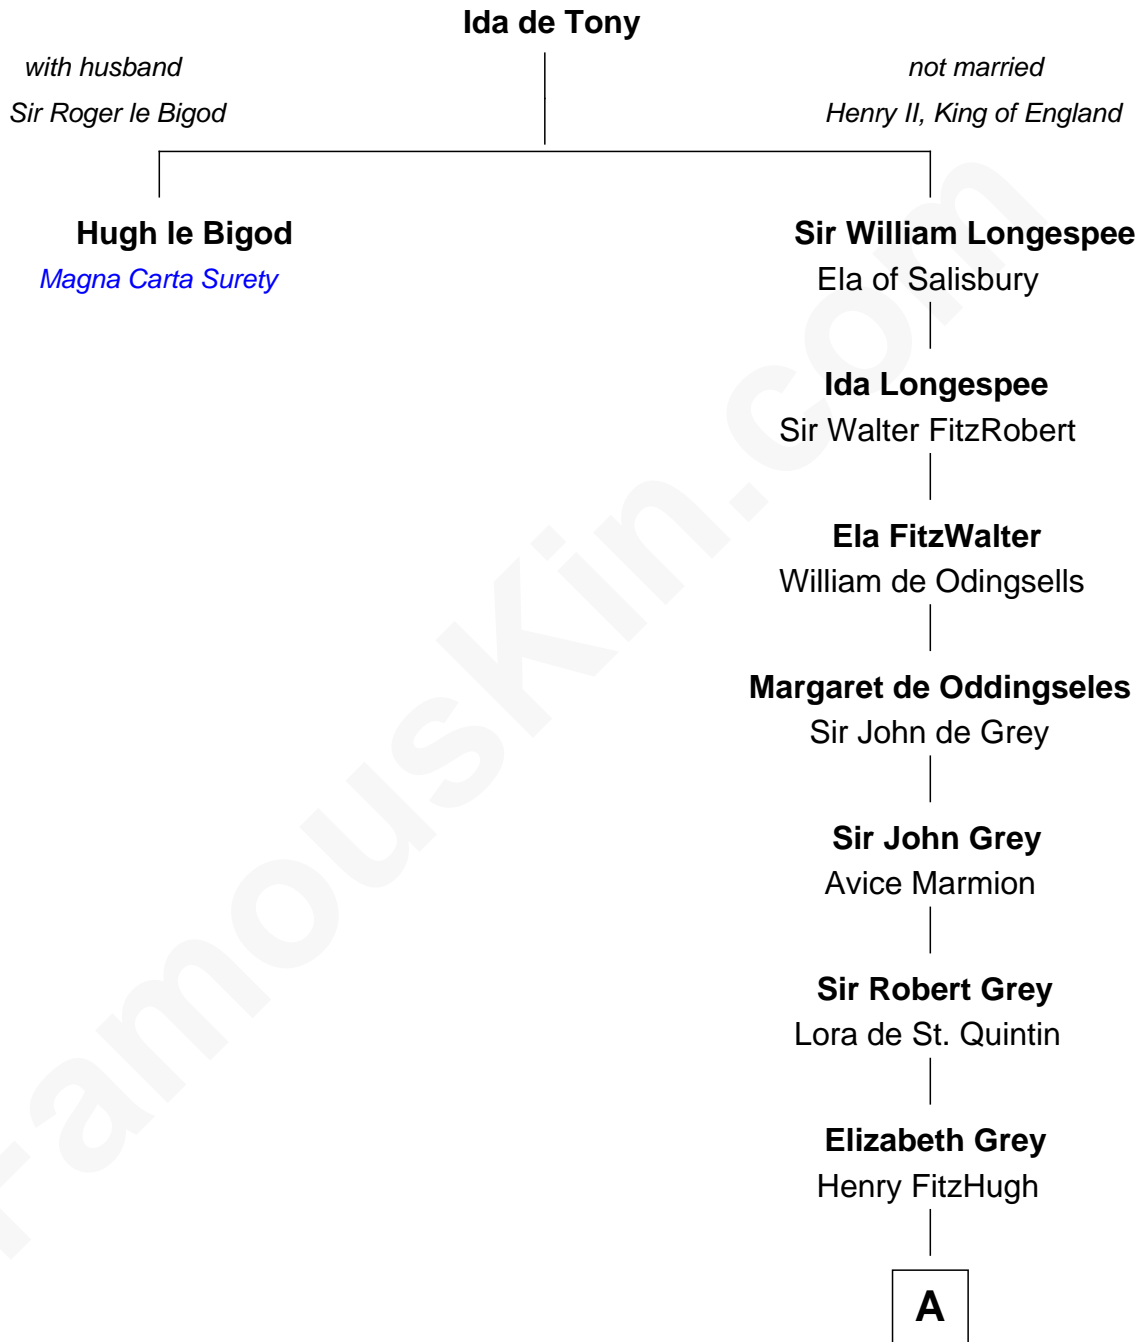 Ida de Tony
with husband
not married
Sir Roger le Bigod
Henry II, King of England
Hugh le Bigod
Sir William Longespee
Magna Carta Surety
Ela of Salisbury
Ida Longespee
Sir Walter FitzRobert
Ela FitzWalter
William de Odingsells
Margaret de Oddingseles
Sir John de Grey
Sir John Grey
Avice Marmion
Sir Robert Grey
Lora de St. Quintin
Elizabeth Grey
Henry FitzHugh
A
FamousKin.com